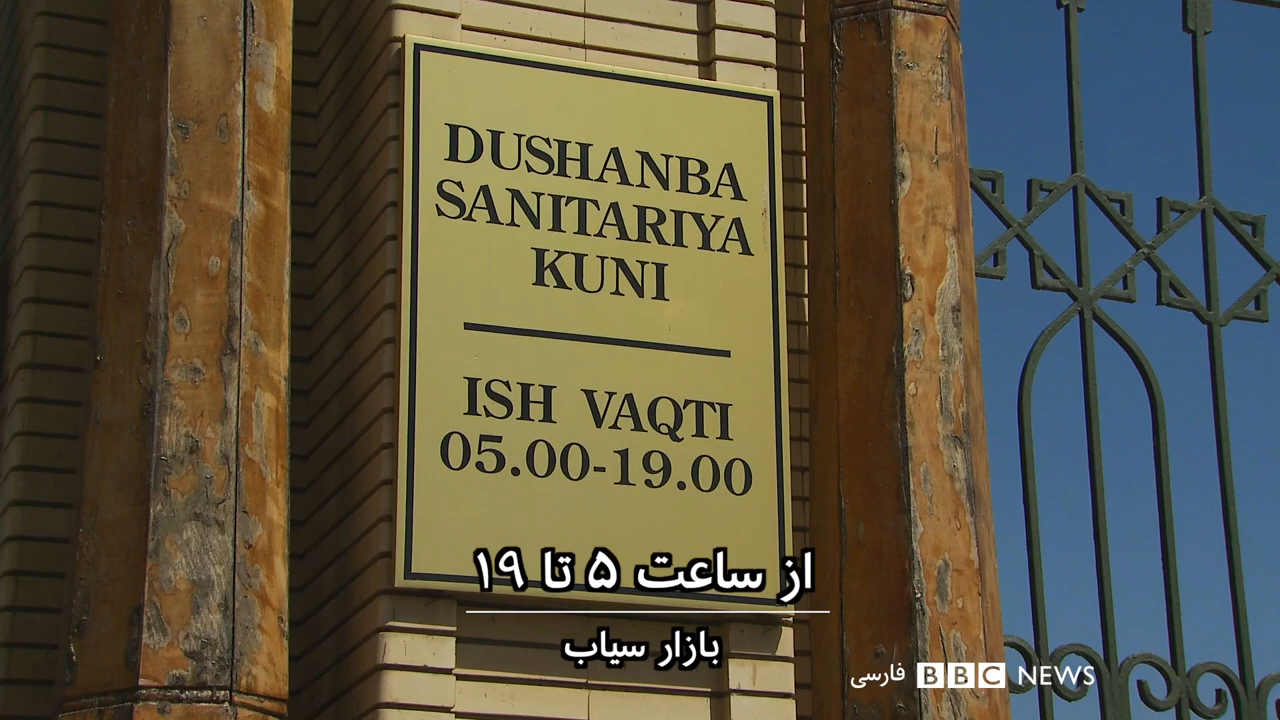 DUSHANBA
SANITARIYA
KUNI
ISH VAQTI
05.00-19.00
از ساعت ۵ تا ۱۹
بازار سیاب
BBC NEWS فارسی